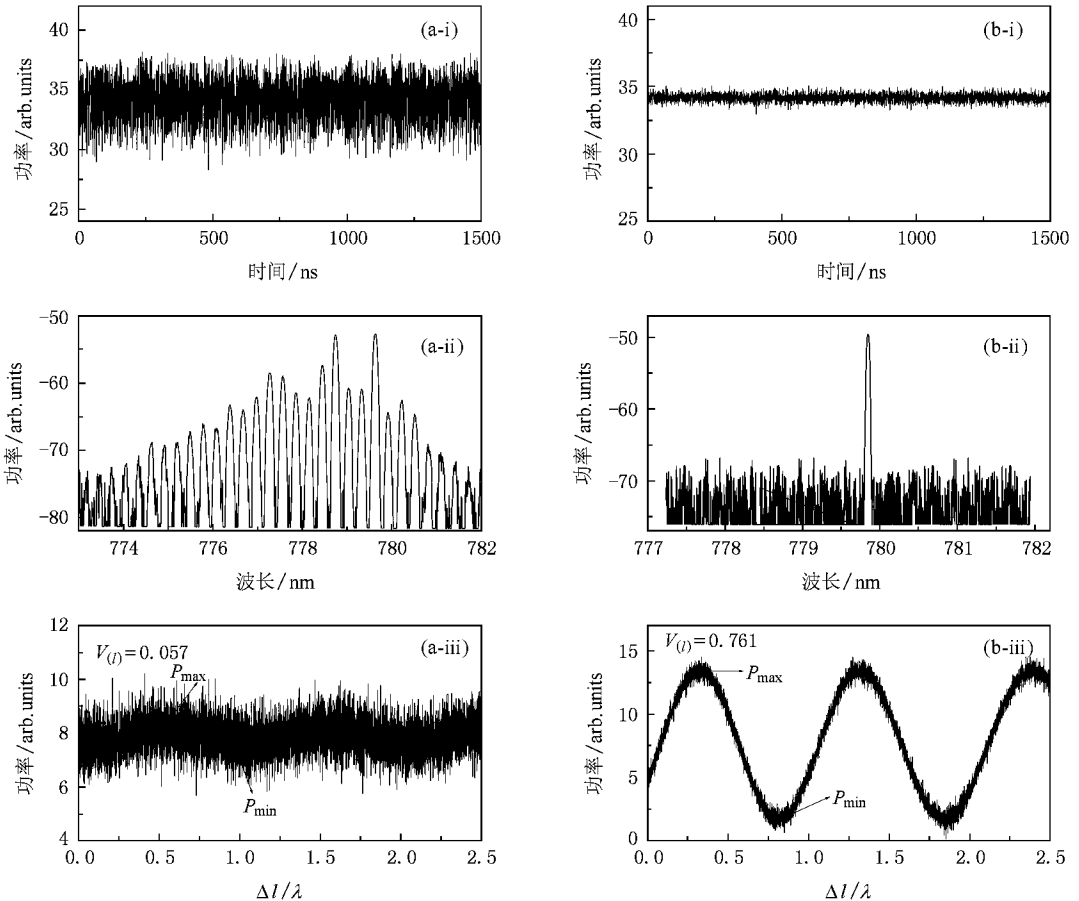 (a-i)
功率/arb.units
40
35
30
25
0 500 1000 1500
时间/ns
(b-i)
功率/arb.units
40
35
30
25
0 500 1000 1500
时间/ns
(a-ii)
功率/arb.units
−50
−60
−70
−80
774 776 778 780 782
波长/nm
(b-ii)
功率/arb.units
−50
−60
−70
777 778 779 780 781 782
波长/nm
(a-iii)
V(l)=0.057
Pmax
Pmin
功率/arb.units
12
10
8
6
4
0.0 0.5 1.0 1.5 2.0 2.5
Δl/λ
(b-iii)
V(l)=0.761
Pmax
Pmin
功率/arb.units
15
10
5
0
0.0 0.5 1.0 1.5 2.0 2.5
Δl/λ